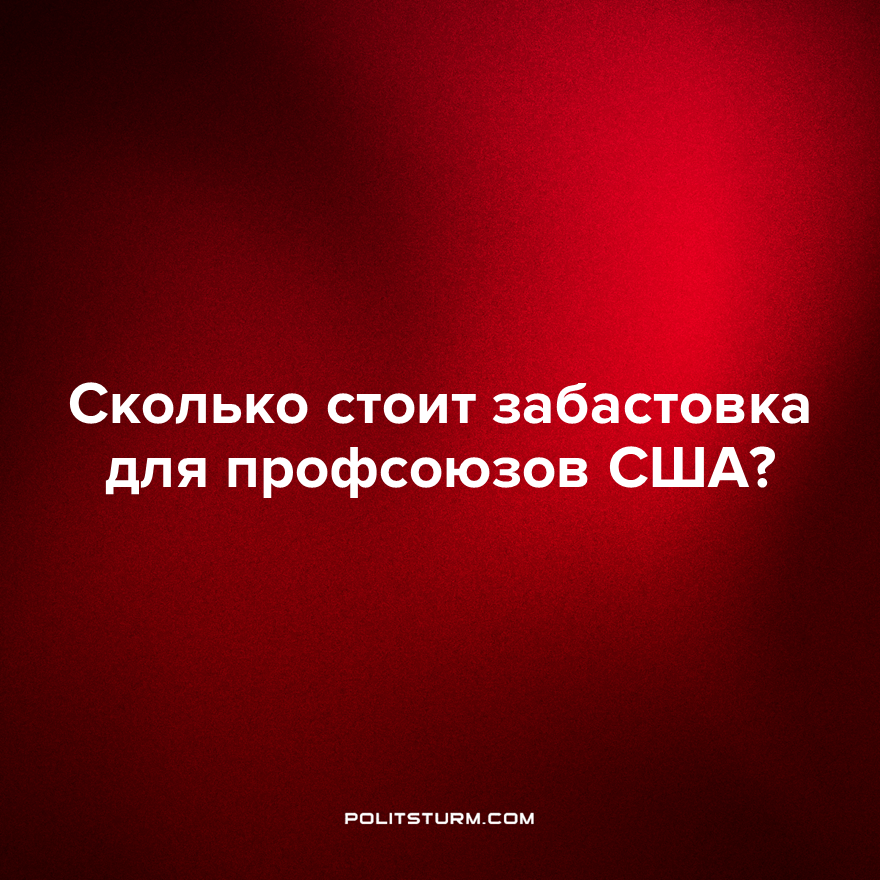 Сколько стоит забастовка
для профсоюзов США?
POLITSTURM.COM